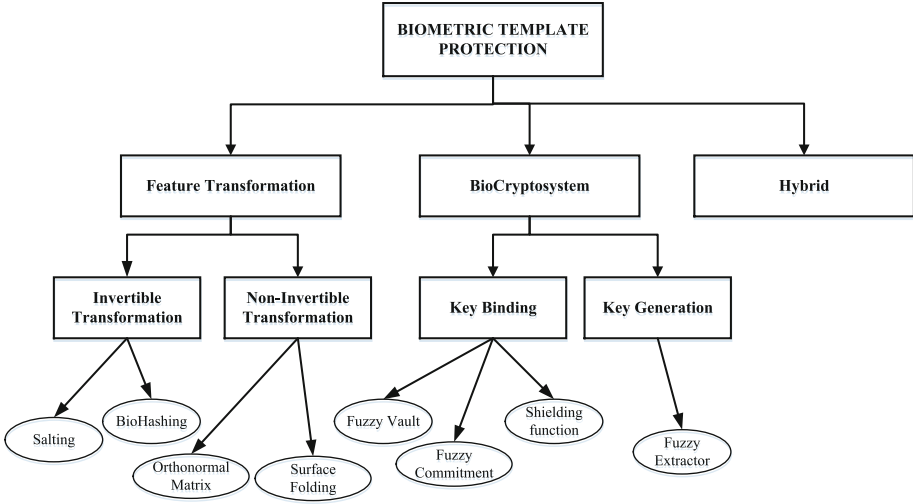 BIOMETRIC TEMPLATE
PROTECTION
Feature Transformation
BioCryptosystem
Hybrid
Invertible
Transformation
Non-Invertible
Transformation
Key Binding
Key Generation
Salting
BioHashing
Orthonormal
Matrix
Surface
Folding
Fuzzy Vault
Fuzzy
Commitment
Shielding
function
Fuzzy
Extractor